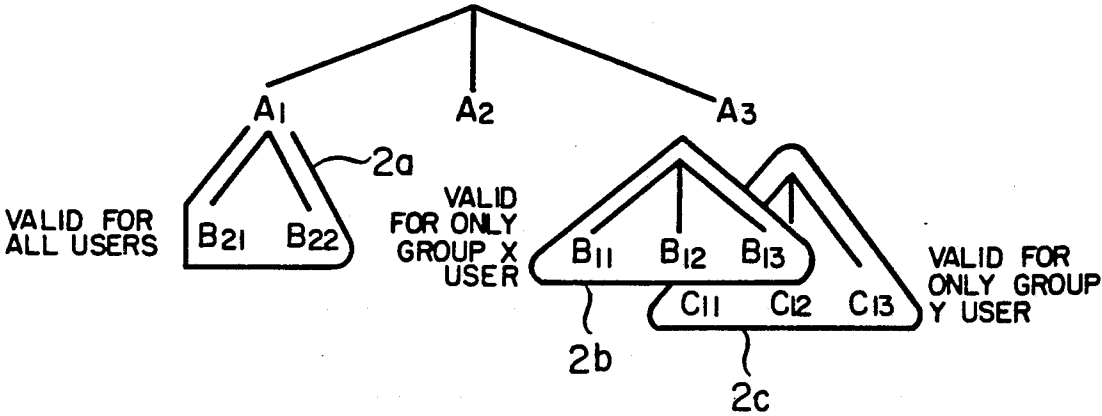 A1 A2 A3
2a
VALID FOR
ALL USERS
B21 B22
VALID
FOR ONLY
GROUP X
USER
B11 B12 B13
C11 C12 C13
VALID FOR
ONLY GROUP
Y USER
2b
2c